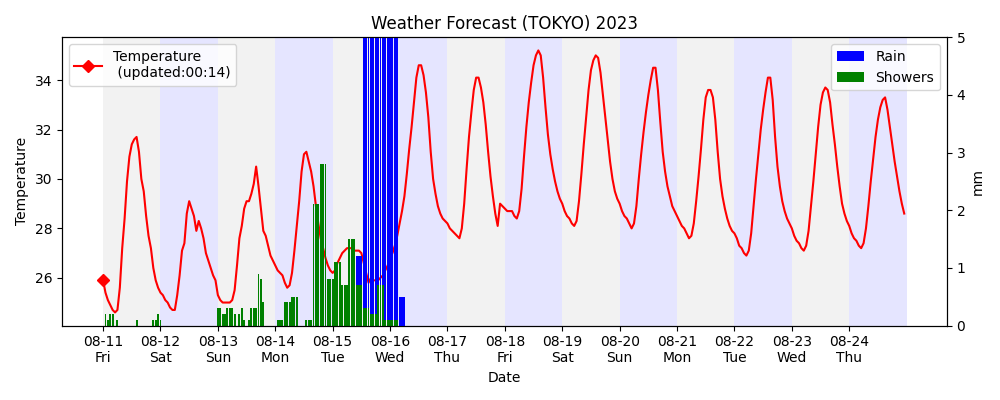 Weather Forecast (TOKYO) 2023
Temperature
(updated:00:14)
Rain
Showers
Temperature
34
32
30
28
26
5
4
3
2
1
0
mm
08-11 08-12 08-13 08-14 08-15 08-16 08-17 08-18 08-19 08-20 08-21 08-22 08-23 08-24
Fri Sat Sun Mon Tue Wed Thu Fri Sat Sun Mon Tue Wed Thu
Date